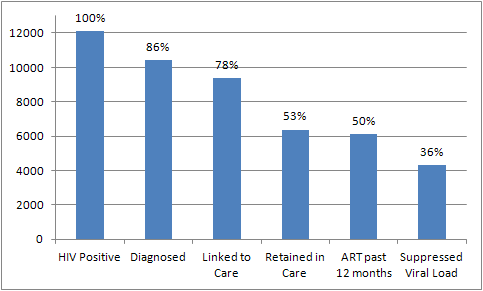 100%
86%
78%
53%
50%
36%
12000
10000
8000
6000
4000
2000
0
HIV Positive
Diagnosed
Linked to
Care
Retained in
Care
ART past
12 months
Suppressed
Viral Load